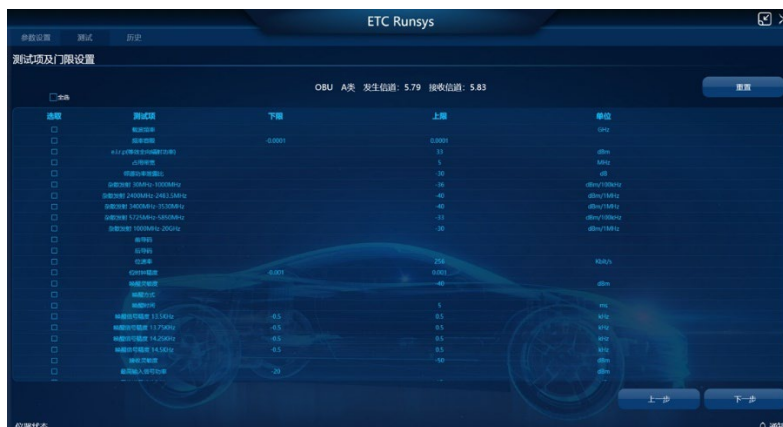 ETC Runsys
参数设置 测试 历史
测试项及门限设置
OBU A类 发生信道：5.79 接收信道：5.83
重置
全选
选取 测试项 下限 上限 单位
载波频率 GHz
频率容限 -0.0001 0.0001
e.i.r.p(等效全向辐射功率) 33 dBm
占用带宽 5 MHz
邻道功率泄露比 -30 dB
杂散发射 30MHz-1000MHz -36 dBm/100kHz
杂散发射 2400MHz-2483.5MHz -40 dBm/1MHz
杂散发射 3400MHz-3530MHz -40 dBm/1MHz
杂散发射 5725MHz-5850MHz -33 dBm/100kHz
杂散发射 1000MHz-20GHz -30 dBm/1MHz
前导码
后导码
位速率 256 Kbit/s
位时钟精度 -0.001 0.001
唤醒灵敏度 -40 dBm
唤醒方式
唤醒时间 5 ms
唤醒信号幅度 13.5KHz -0.5 0.5 kHz
唤醒信号幅度 13.75KHz -0.5 0.5 kHz
唤醒信号幅度 14.25KHz -0.5 0.5 kHz
唤醒信号幅度 14.5KHz -0.5 0.5 kHz
接收灵敏度 -50 dBm
最高输入信号功率 -20 dBm
上一步 下一步